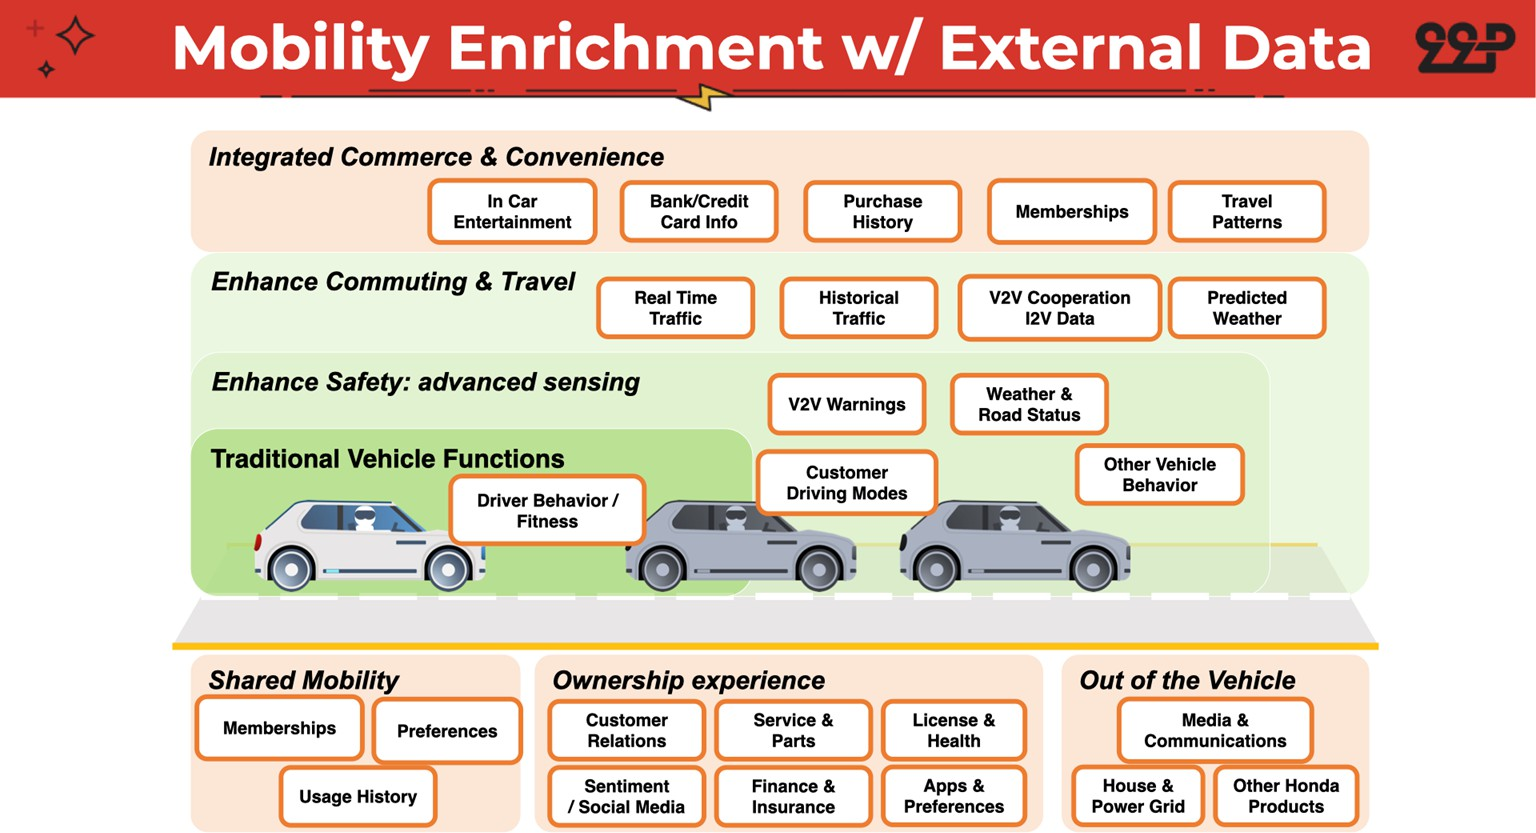 Mobility Enrichment w/ External Data
99P
Integrated Commerce & Convenience
In Car
Entertainment
Bank/Credit
Card Info
Purchase
History
Memberships
Travel
Patterns
Enhance Commuting & Travel
Real Time
Traffic
Historical
Traffic
V2V Cooperation
I2V Data
Predicted
Weather
Enhance Safety: advanced sensing
V2V Warnings
Weather &
Road Status
Traditional Vehicle Functions
Driver Behavior /
Fitness
Customer
Driving Modes
Other Vehicle
Behavior
Shared Mobility
Memberships
Preferences
Usage History
Ownership experience
Customer
Relations
Service &
Parts
License &
Health
Sentiment
/ Social Media
Finance &
Insurance
Apps &
Preferences
Out of the Vehicle
Media &
Communications
House &
Power Grid
Other Honda
Products